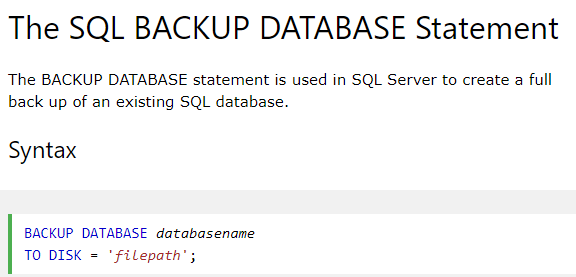 The SQL BACKUP DATABASE Statement
The BACKUP DATABASE statement is used in SQL Server to create a full
back up of an existing SQL database.
Syntax
BACKUP DATABASE databasename
TO DISK = 'filepath';